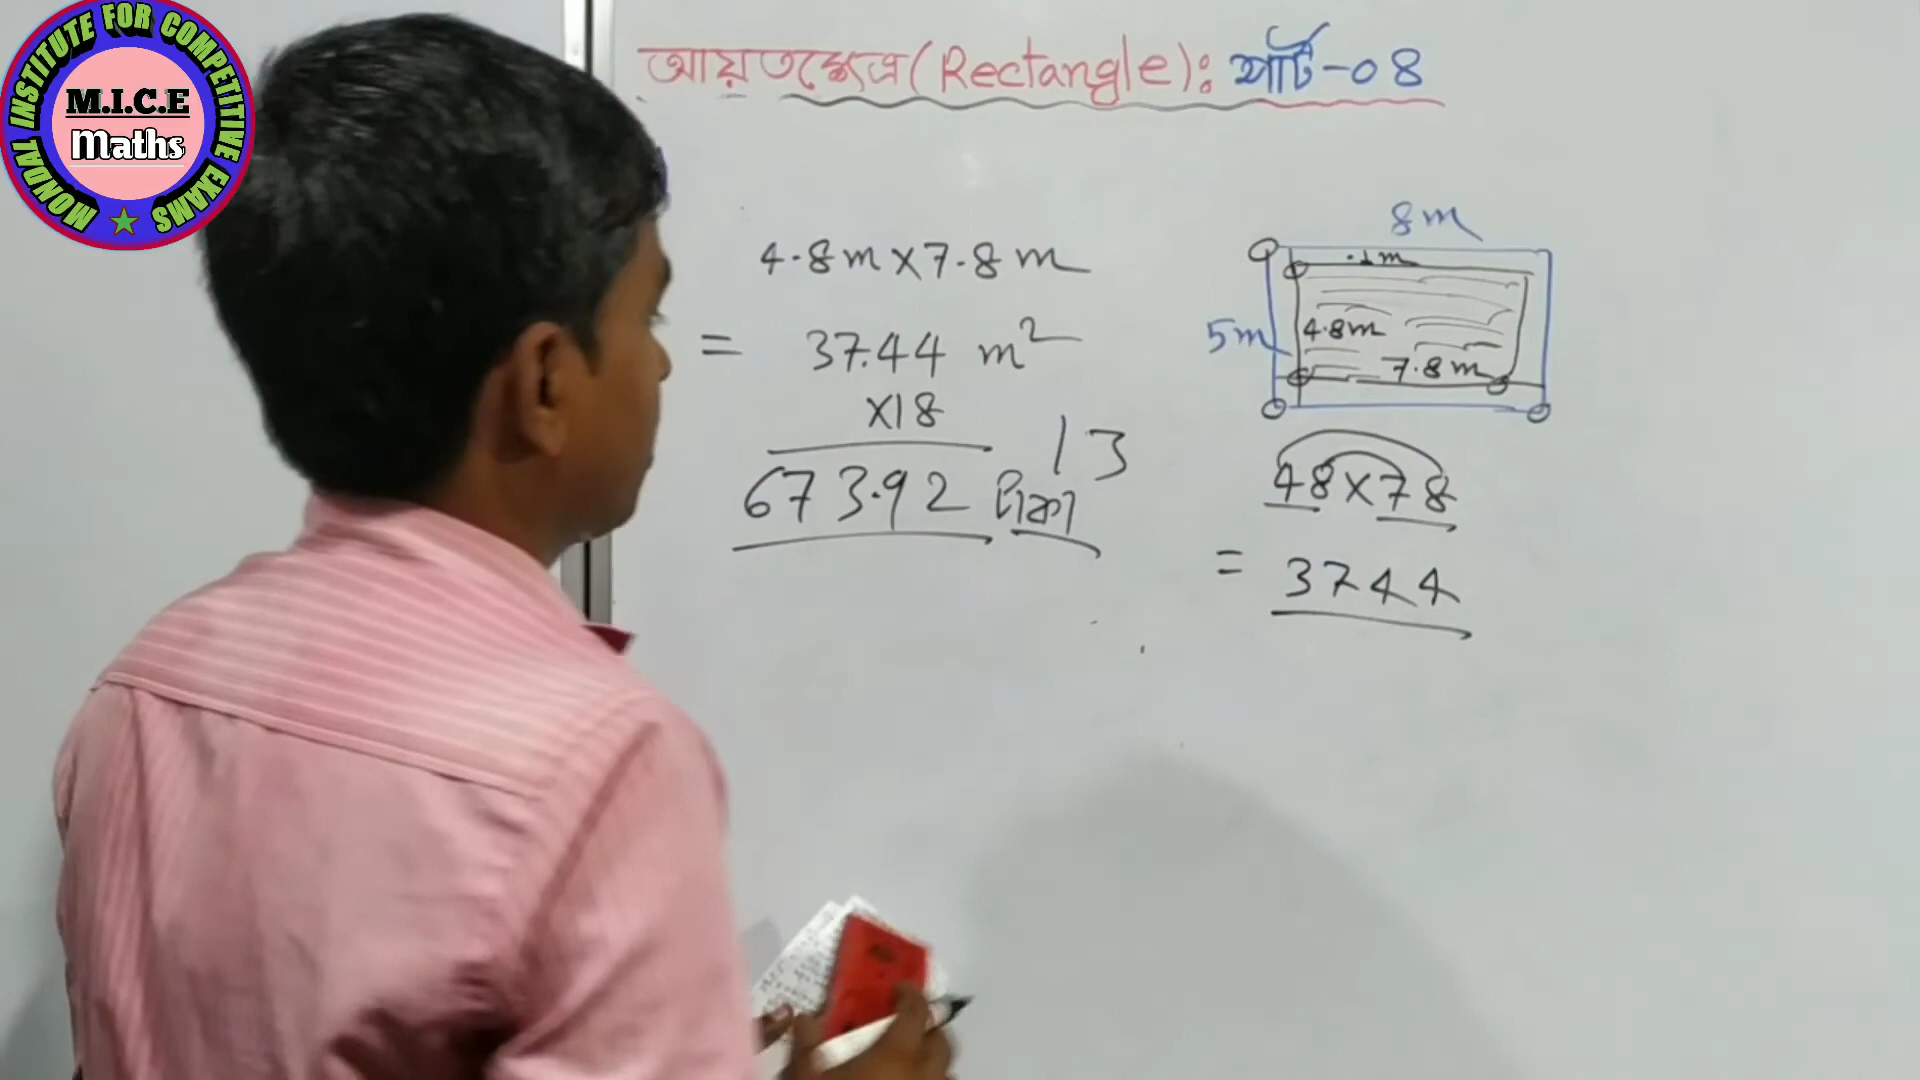 MONDAL INSTITUTE FOR COMPETITIVE EXAMS
M.I.C.E
Maths
আয়তক্ষেত্র (Rectangle): পার্ট-০৪
4.8m×7.8m
= 37.44 m²
×18
673.92 টাকা
13
8m
.1m
5m
4.8m
7.8m
48×78
= 3744